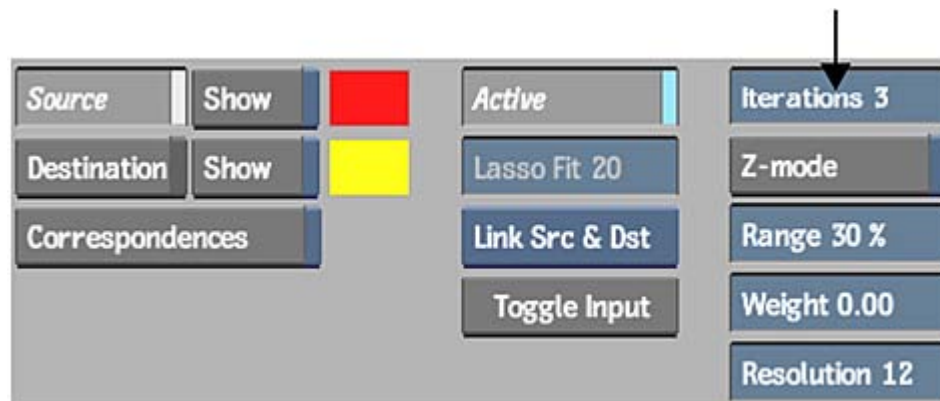 Source Show Active Iterations 3
Destination Show Lasso Fit 20 Z-mode
Correspondences Link Src & Dst Range 30 %
Toggle Input Weight 0.00
Resolution 12